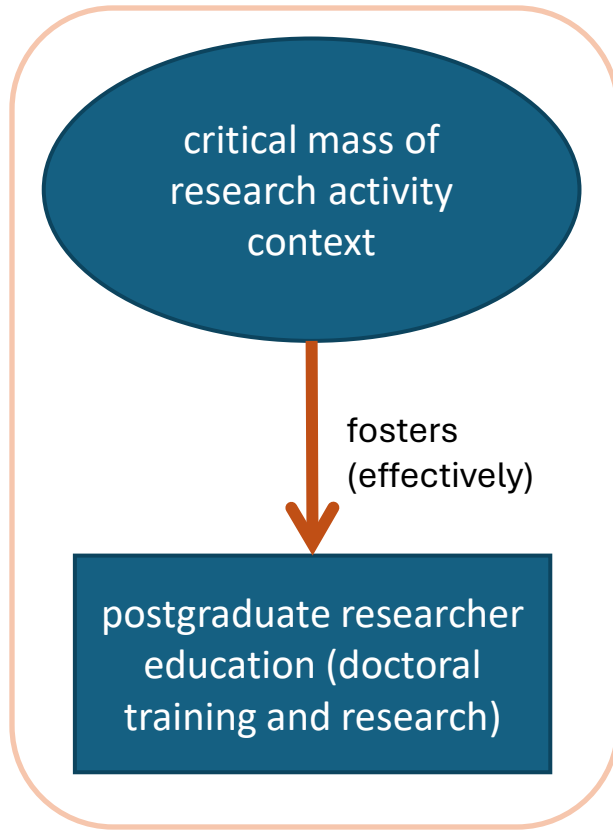 critical mass of
research activity
context
fosters
(effectively)
postgraduate researcher
education (doctoral
training and research)